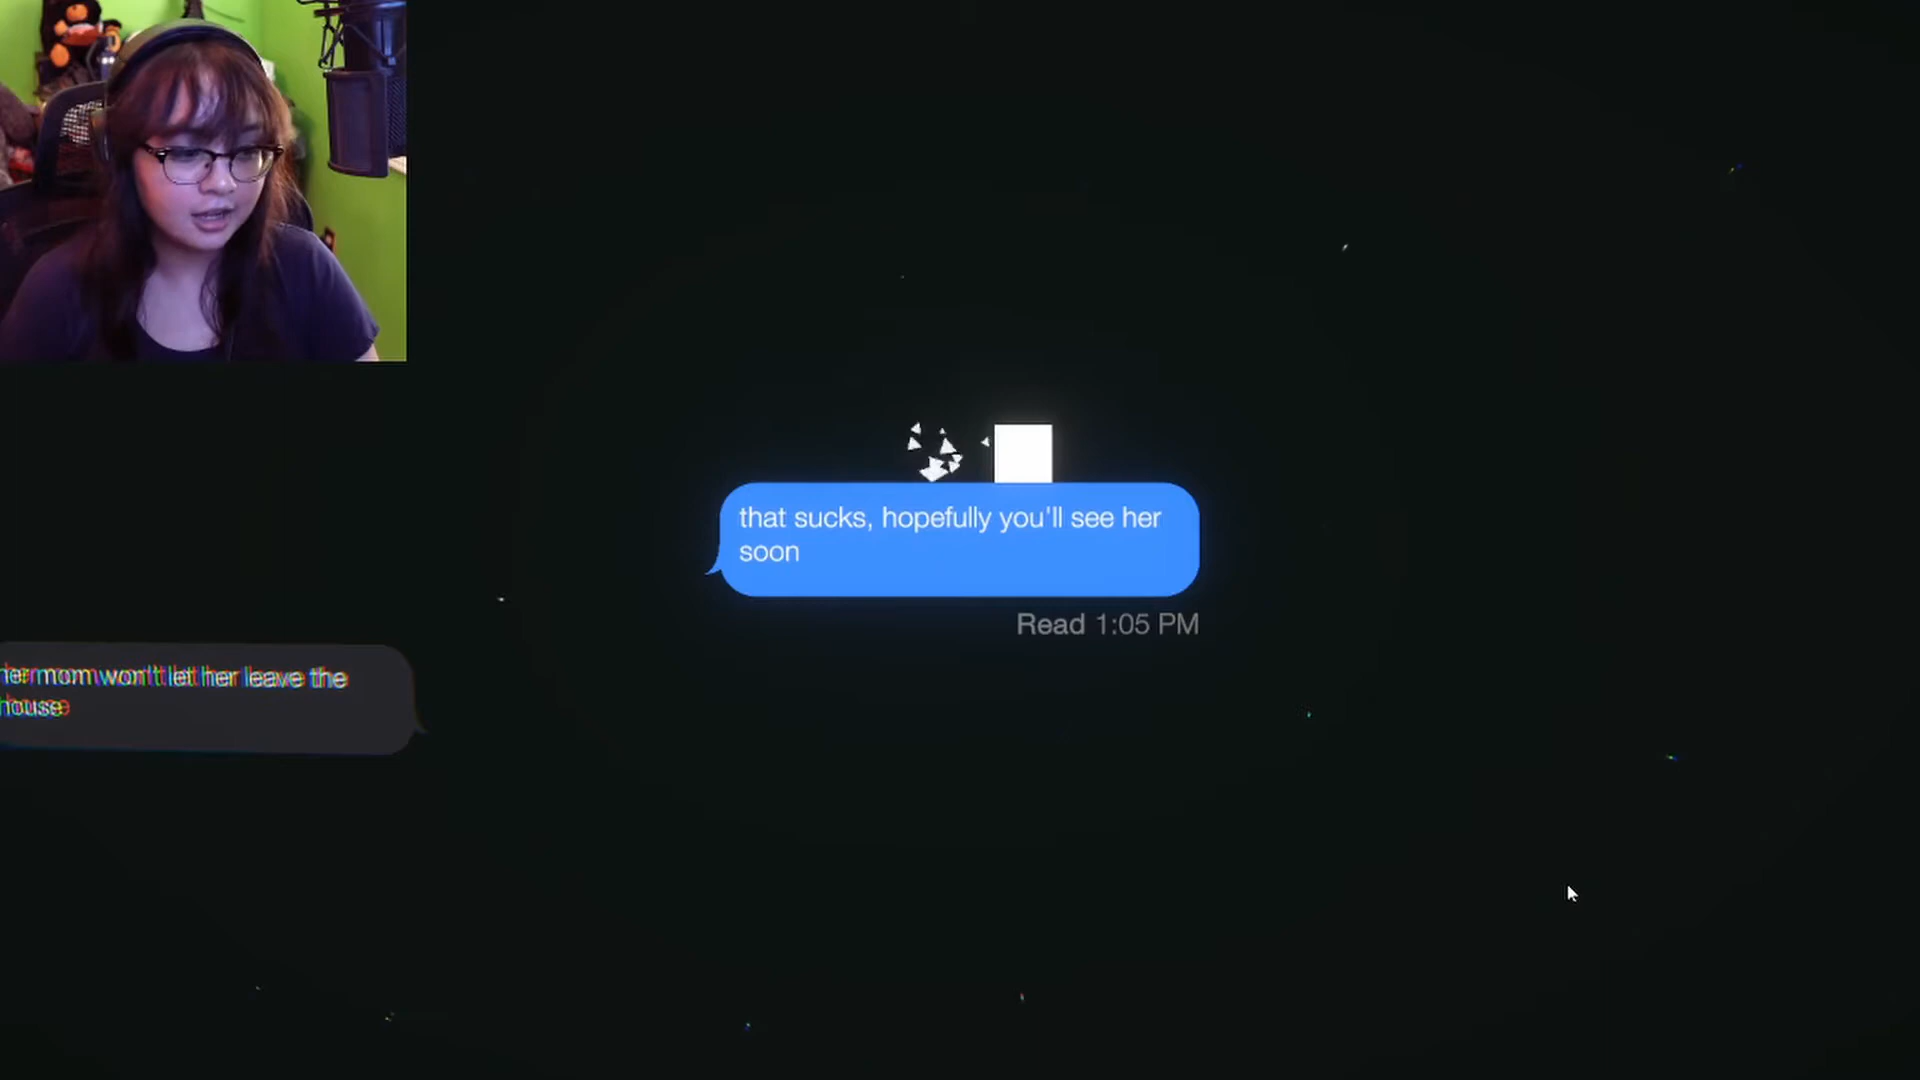 that sucks, hopefully you'll see her
soon
Read 1:05 PM
her mom won't let her leave the
house